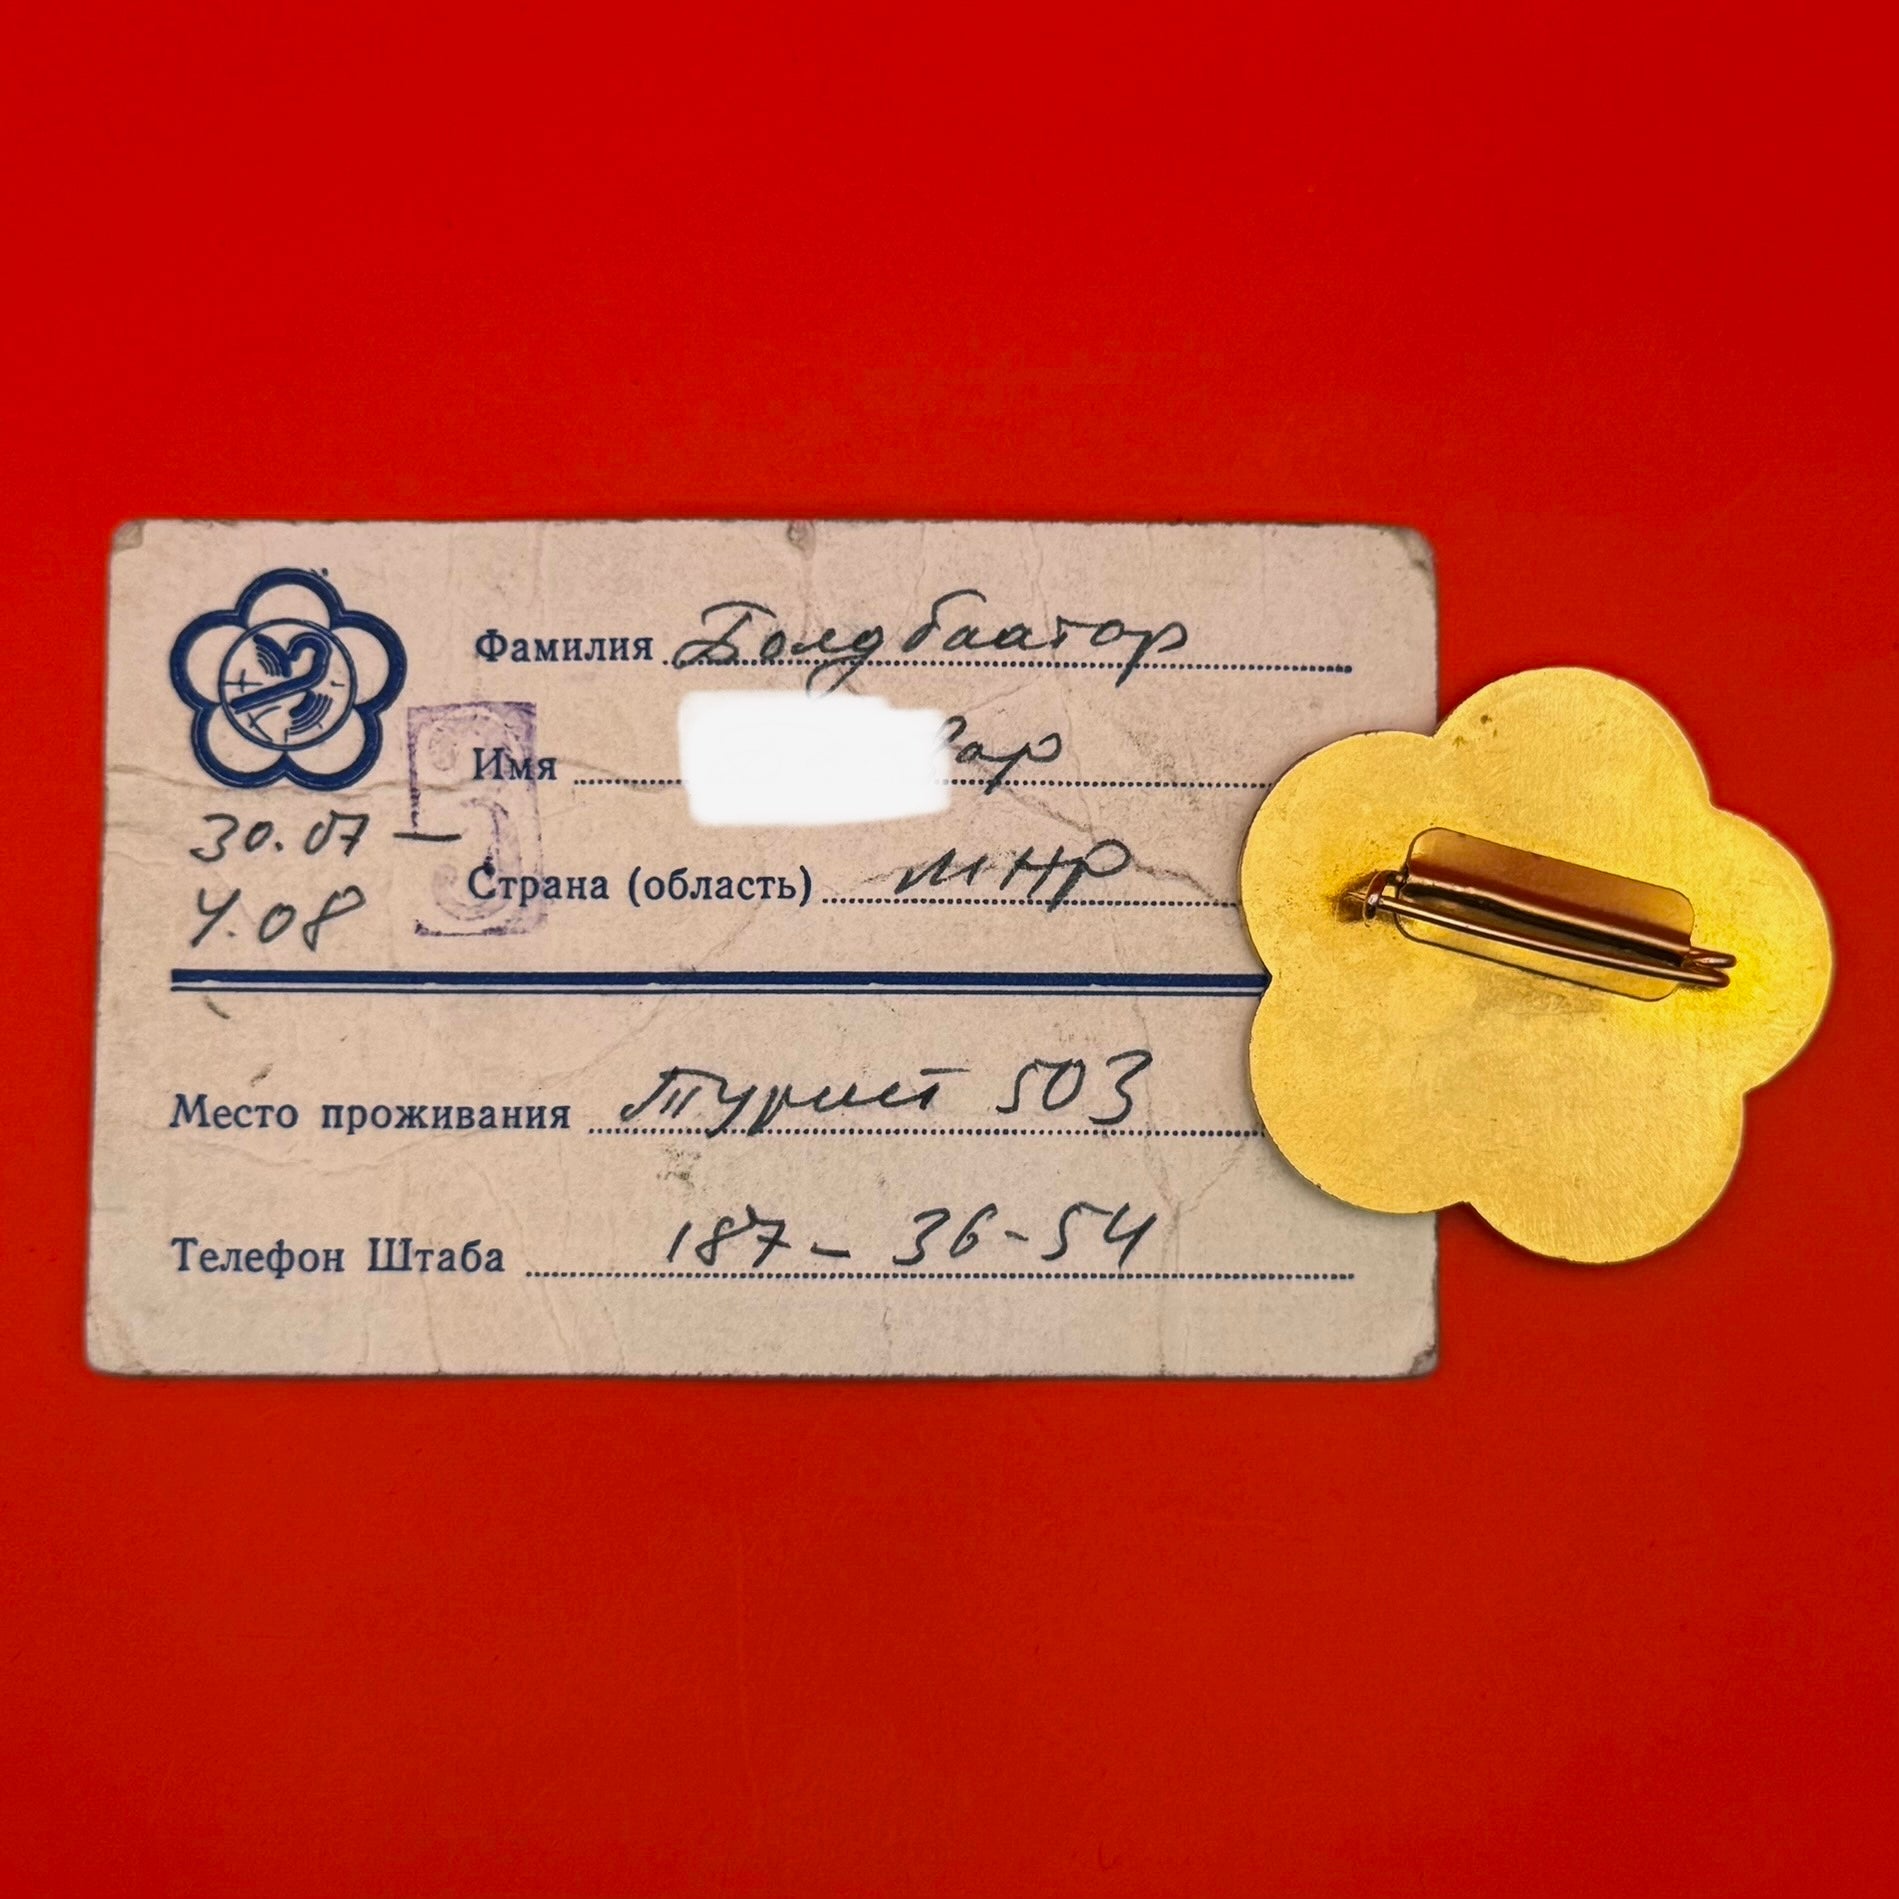 Фамилия Болдбаатор
Имя
30.07 —
4.08
Страна (область) МНР
Место проживания Турист 503
Телефон Штаба 187-36-54